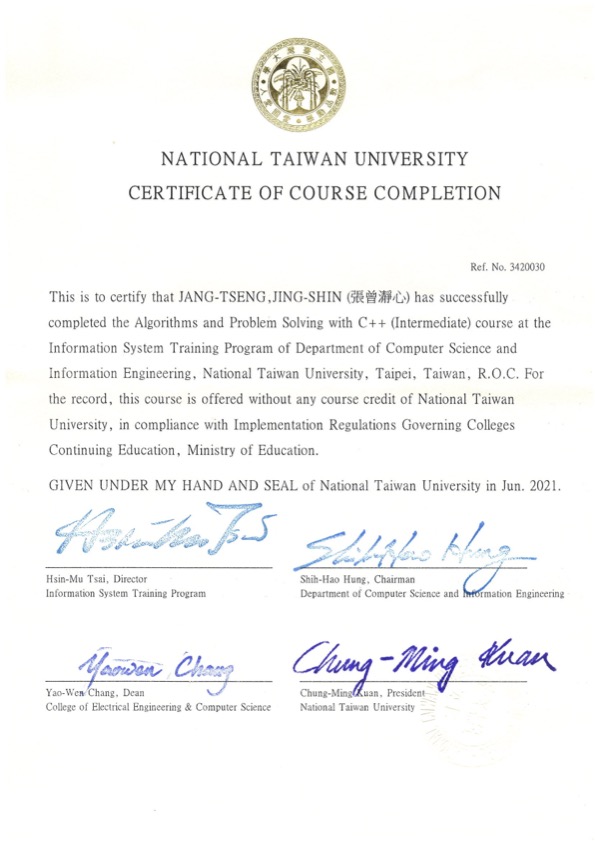 NATIONAL TAIWAN UNIVERSITY
CERTIFICATE OF COURSE COMPLETION
Ref. No. 3420030
This is to certify that JANG-TSENG,JING-SHIN (張曾瀞心) has successfully
completed the Algorithms and Problem Solving with C++ (Intermediate) course at the
Information System Training Program of Department of Computer Science and
Information Engineering, National Taiwan University, Taipei, Taiwan, R.O.C. For
the record, this course is offered without any course credit of National Taiwan
University, in compliance with Implementation Regulations Governing Colleges
Continuing Education, Ministry of Education.
GIVEN UNDER MY HAND AND SEAL of National Taiwan University in Jun. 2021.
Shih-Hao Hung
Hsin-Mu Tsai, Director
Information System Training Program
Shih-Hao Hung, Chairman
Department of Computer Science and Information Engineering
Yaowen Chang
Chung-Ming Kuan
Yao-Wen Chang, Dean
College of Electrical Engineering & Computer Science
Chung-Ming Kuan, President
National Taiwan University